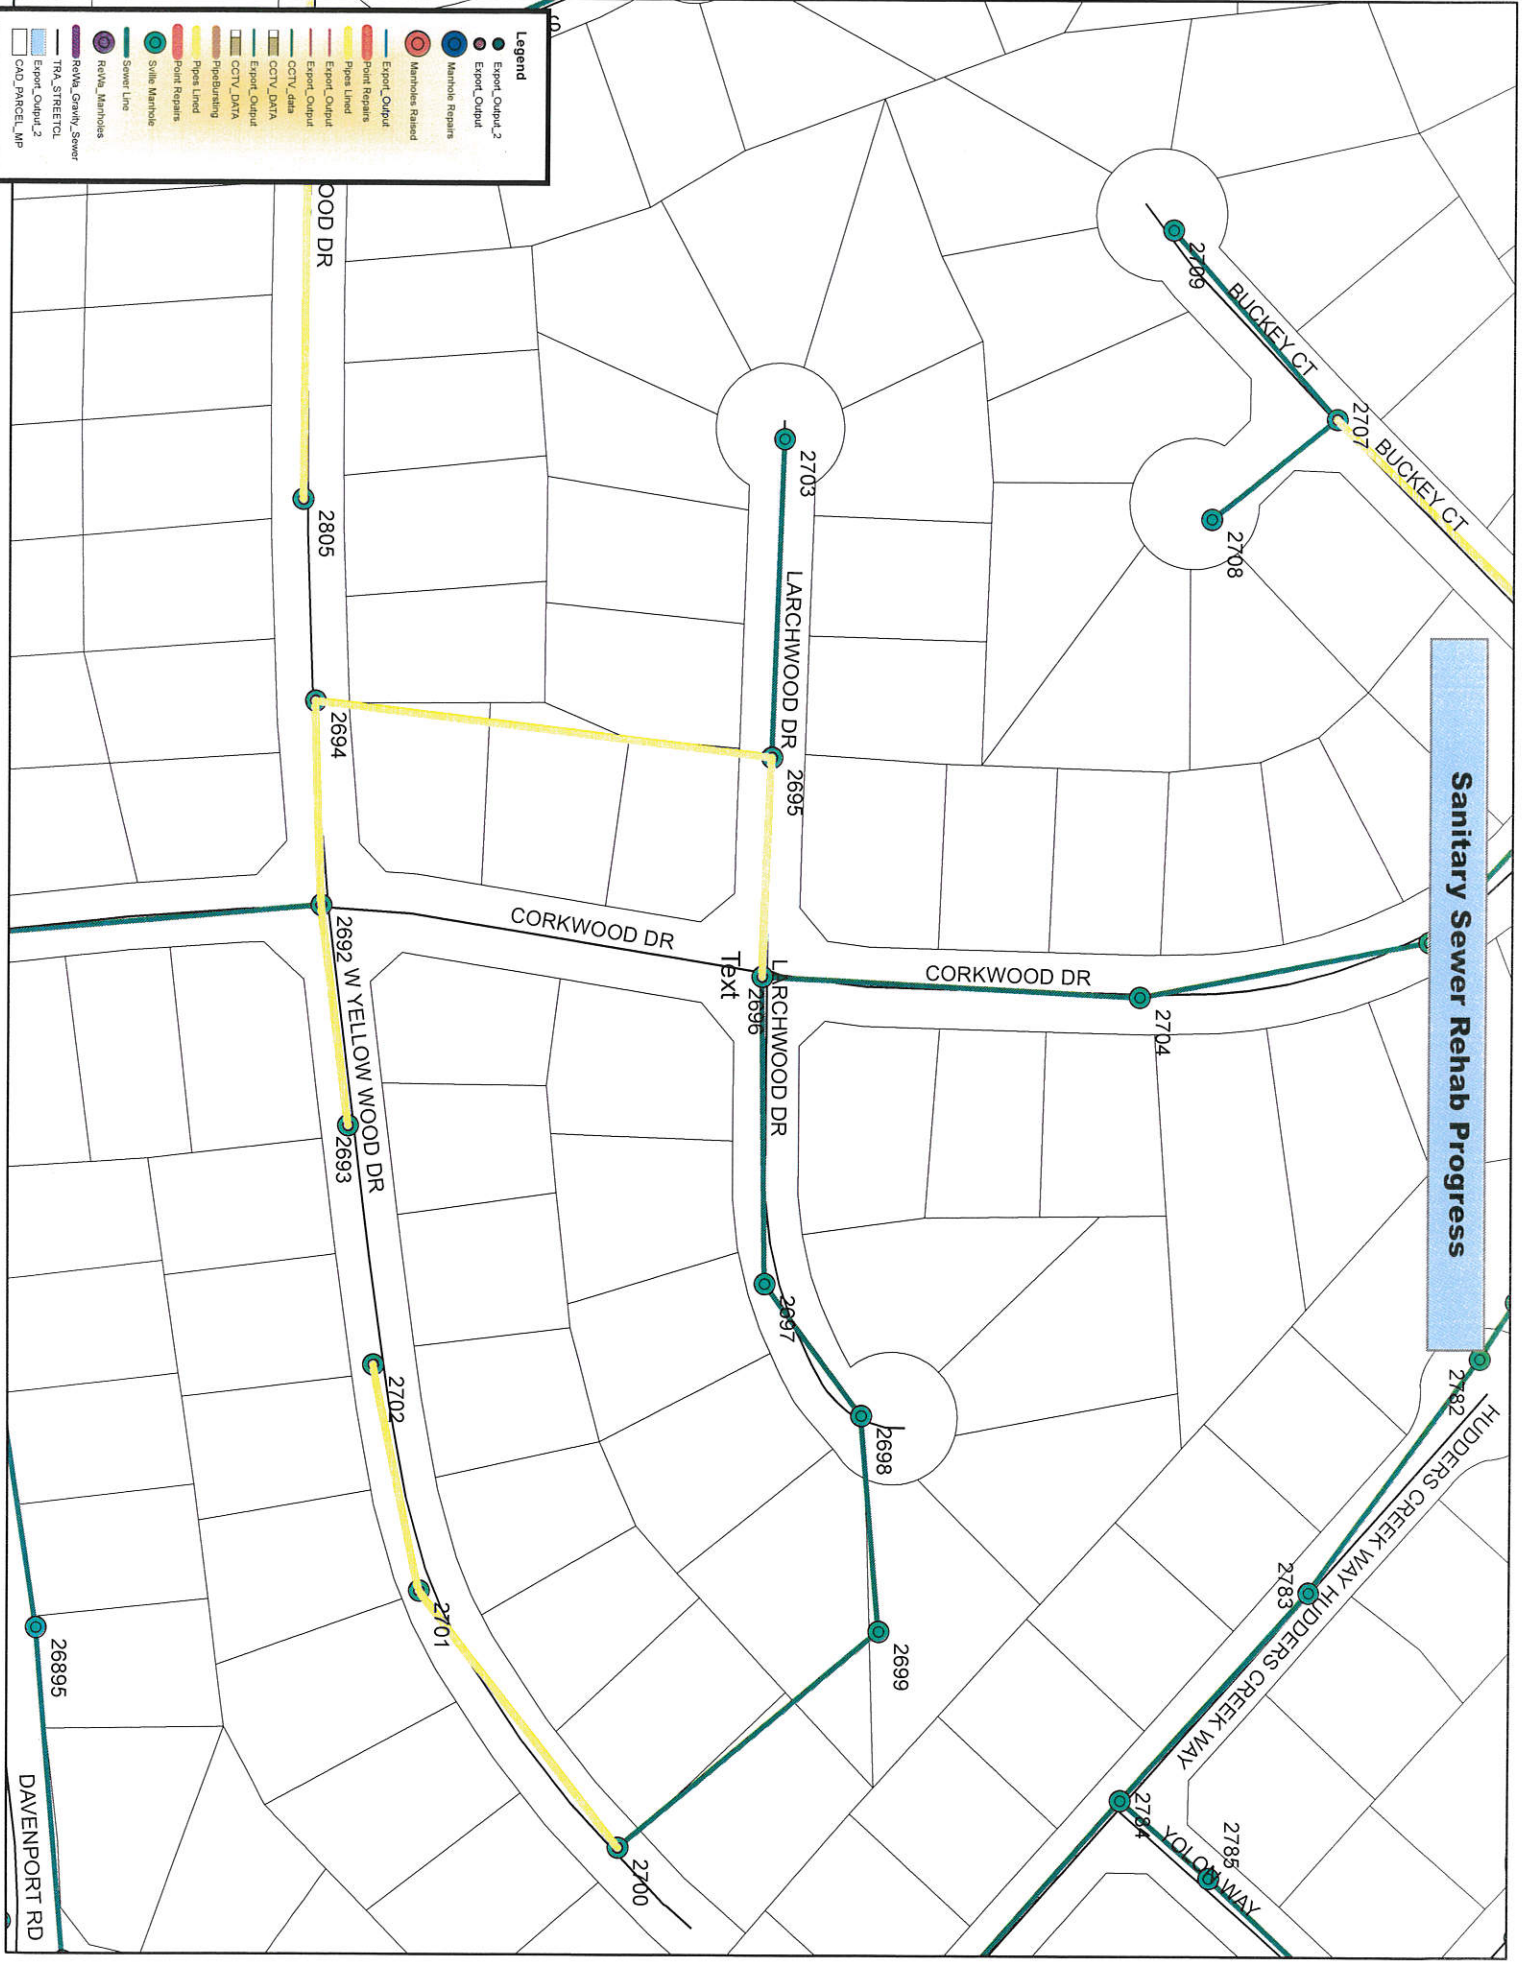 Sanitary Sewer Rehab Progress
Legend
Export_Output_2
Export_Output
Manhole Repairs
Manholes Raised
Export_Output
Point Repairs
Pipes Lined
Export_Output
Export_Output
CCTV_data
CCTV_DATA
Export_Output
CCTV_DATA
PipeBursting
Pipes Lined
Point Repairs
Sville Manhole
Sewer Line
ReWa_Manholes
ReWa_Gravity_Sewer
TRA_STREETCL
Export_Output_2
CAD_PARCEL_MP
BUCKEY CT
BUCKEY CT
2709
2707
2708
2703
LARCHWOOD DR
2695
OOD DR
2805
2694
CORKWOOD DR
CORKWOOD DR
Text
2696
LARCHWOOD DR
2704
2692
W YELLOW WOOD DR
2693
2697
2698
2699
2702
2701
2700
2782
HUDDERS CREEK WAY
2783
HUDDERS CREEK WAY
2784
YOLON WAY
2785
26895
DAVENPORT RD